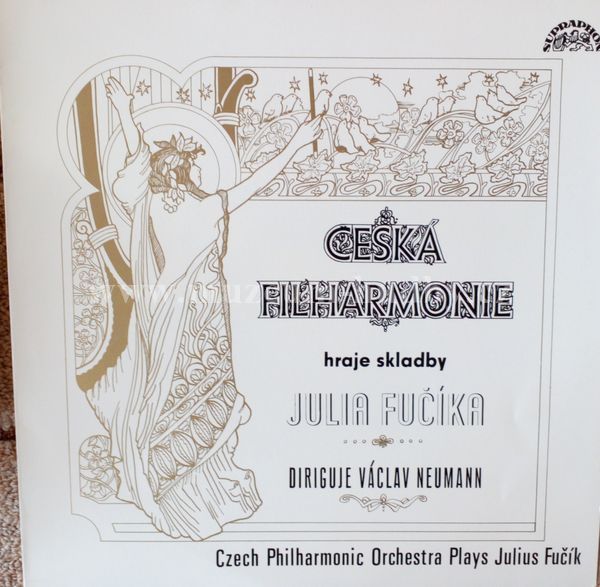 SUPRAPHON
ČESKÁ
FILHARMONIE
hraje skladby
JULIA FUČÍKA
DIRIGUJE VÁCLAV NEUMANN
Czech Philharmonic Orchestra Plays Julius Fučík